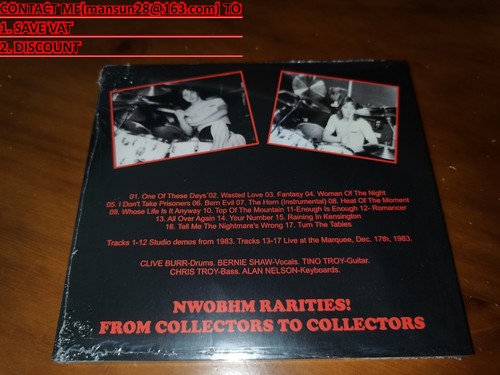 CONTACT ME[mansun28@163.com] TO
1. SAVE VAT
2. DISCOUNT
01. One Of These Days 02. Wasted Love 03. Fantasy 04. Woman Of The Night
05. I Don't Take Prisoners 06. Born Evil 07. The Horn (Instrumental) 08. Heat Of The Moment
09. Whose Life Is It Anyway 10. Top Of The Mountain 11-Enough Is Enough 12- Romancer
13. All Over Again 14. Your Number 15. Raining In Kensington
16. Tell Me The Nightmare's Wrong 17. Turn The Tables
Tracks 1-12 Studio demos from 1983. Tracks 13-17 Live at the Marquee, Dec. 17th, 1983.
CLIVE BURR-Drums. BERNIE SHAW-Vocals. TINO TROY-Guitar.
CHRIS TROY-Bass. ALAN NELSON-Keyboards.
NWOBHM RARITIES!
FROM COLLECTORS TO COLLECTORS